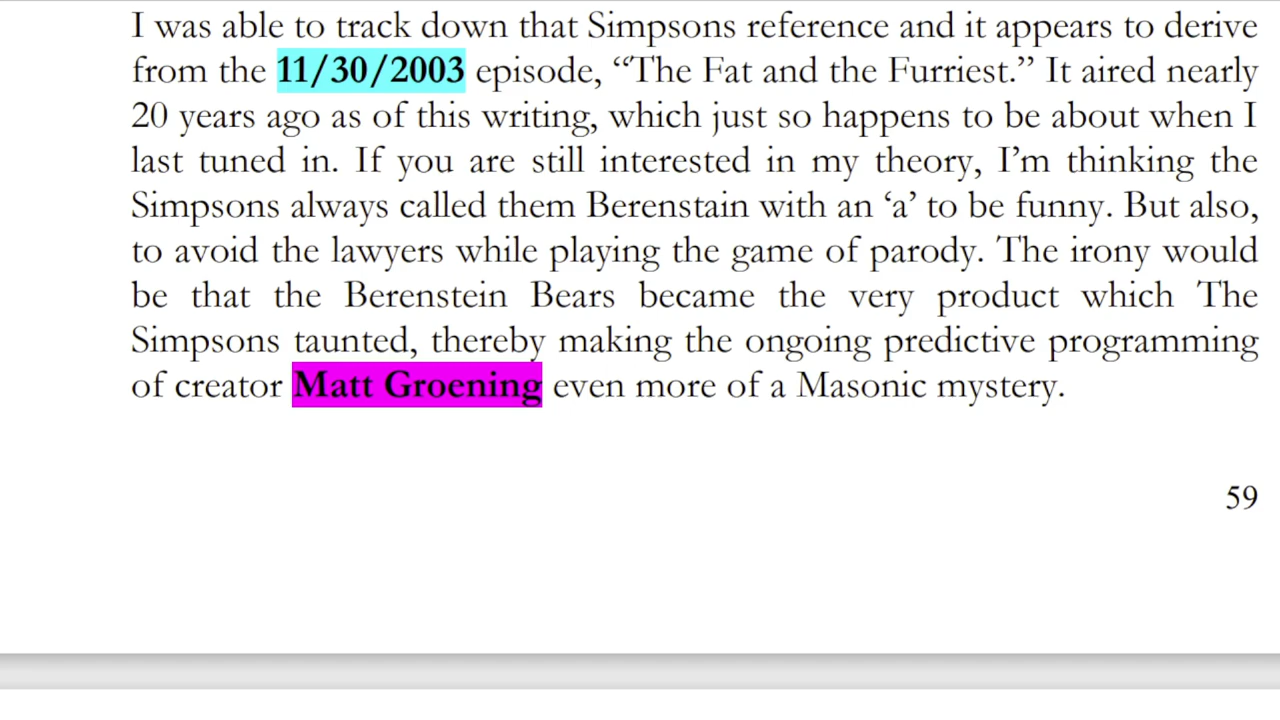 I was able to track down that Simpsons reference and it appears to derive
from the 11/30/2003 episode, “The Fat and the Furriest.” It aired nearly
20 years ago as of this writing, which just so happens to be about when I
last tuned in. If you are still interested in my theory, I’m thinking the
Simpsons always called them Berenstain with an ‘a’ to be funny. But also,
to avoid the lawyers while playing the game of parody. The irony would
be that the Berenstein Bears became the very product which The
Simpsons taunted, thereby making the ongoing predictive programming
of creator Matt Groening even more of a Masonic mystery.
59